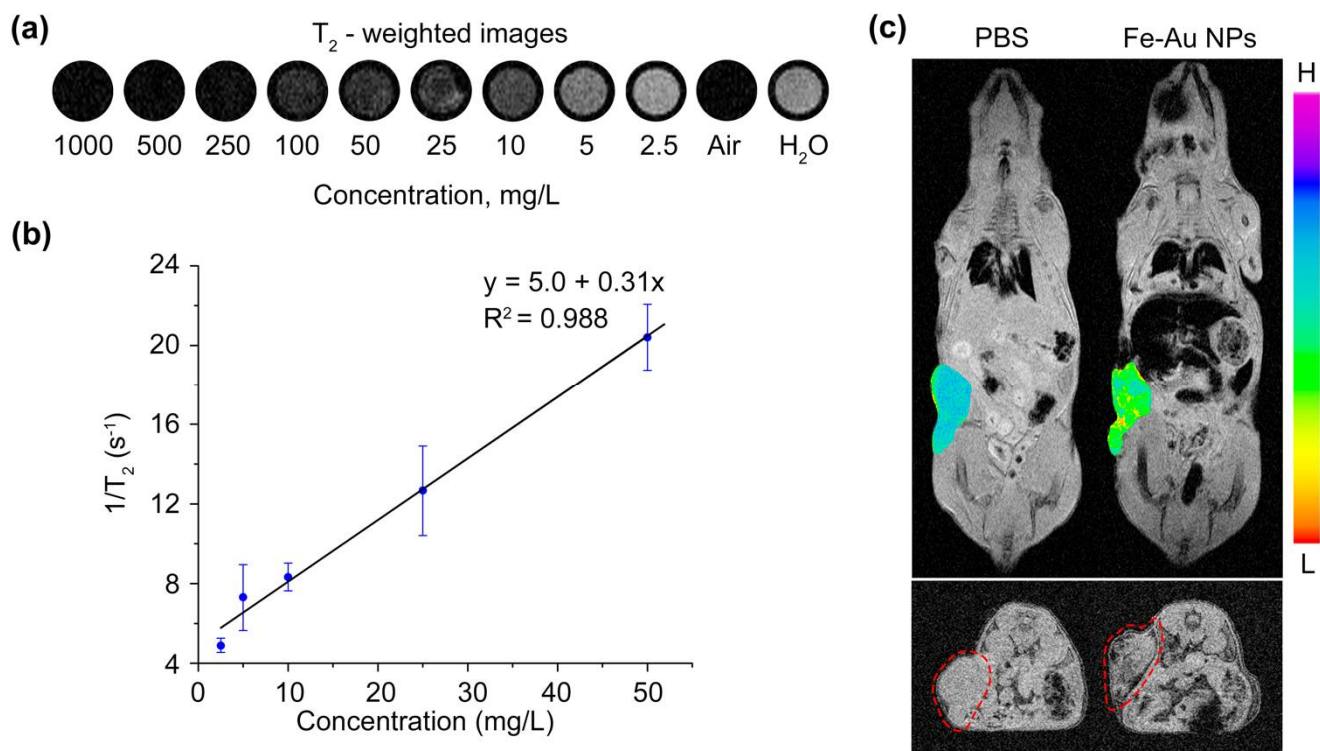 (a)
T₂ - weighted images
1000 500 250 100 50 25 10 5 2.5 Air H₂O
Concentration, mg/L
(b)
24
20
16
12
8
4
1/T₂ (s⁻¹)
y = 5.0 + 0.31x
R² = 0.988
0 10 20 30 40 50
Concentration (mg/L)
(c)
PBS Fe-Au NPs
H
L